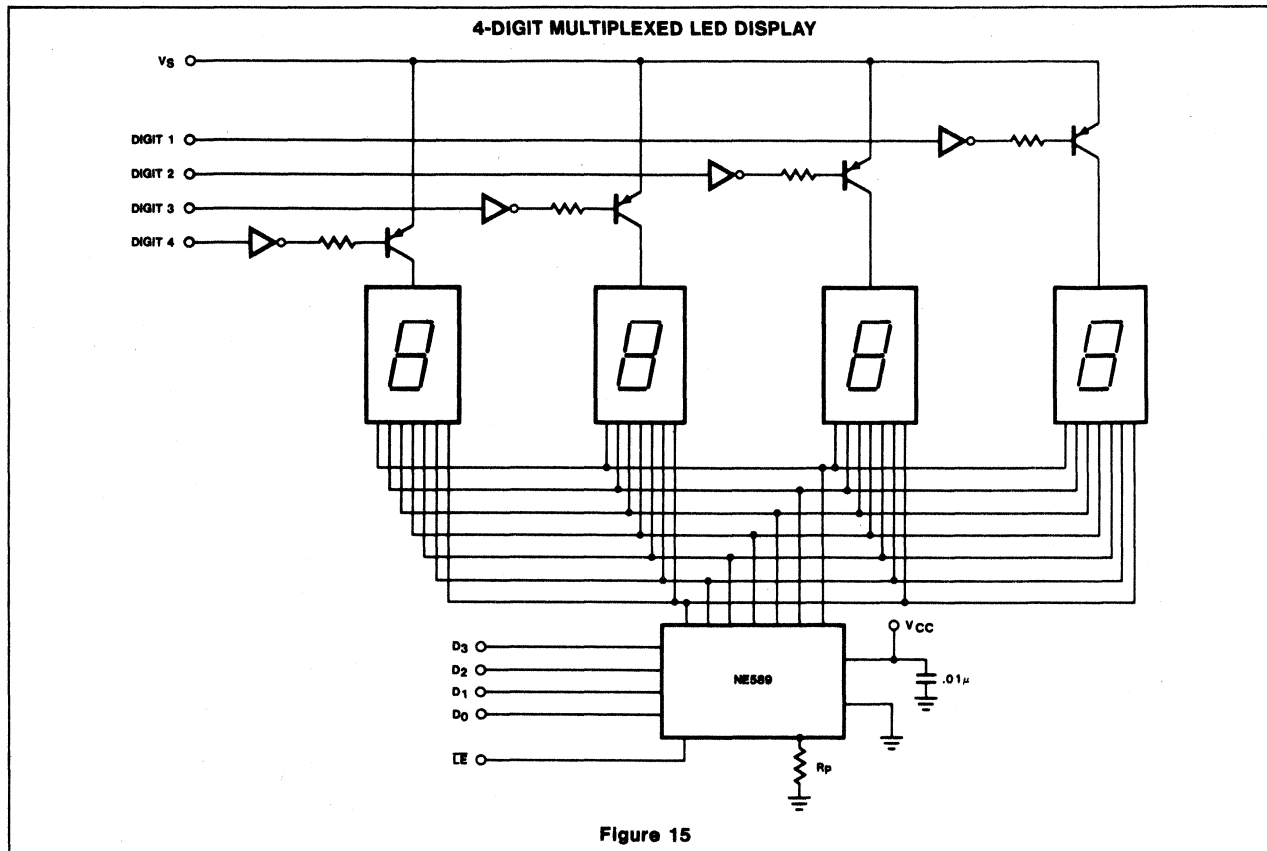 4-DIGIT MULTIPLEXED LED DISPLAY
VS
DIGIT 1
DIGIT 2
DIGIT 3
DIGIT 4
VCC
D3
D2
D1
D0
NE589
.01μ
LE
Rp
Figure 15